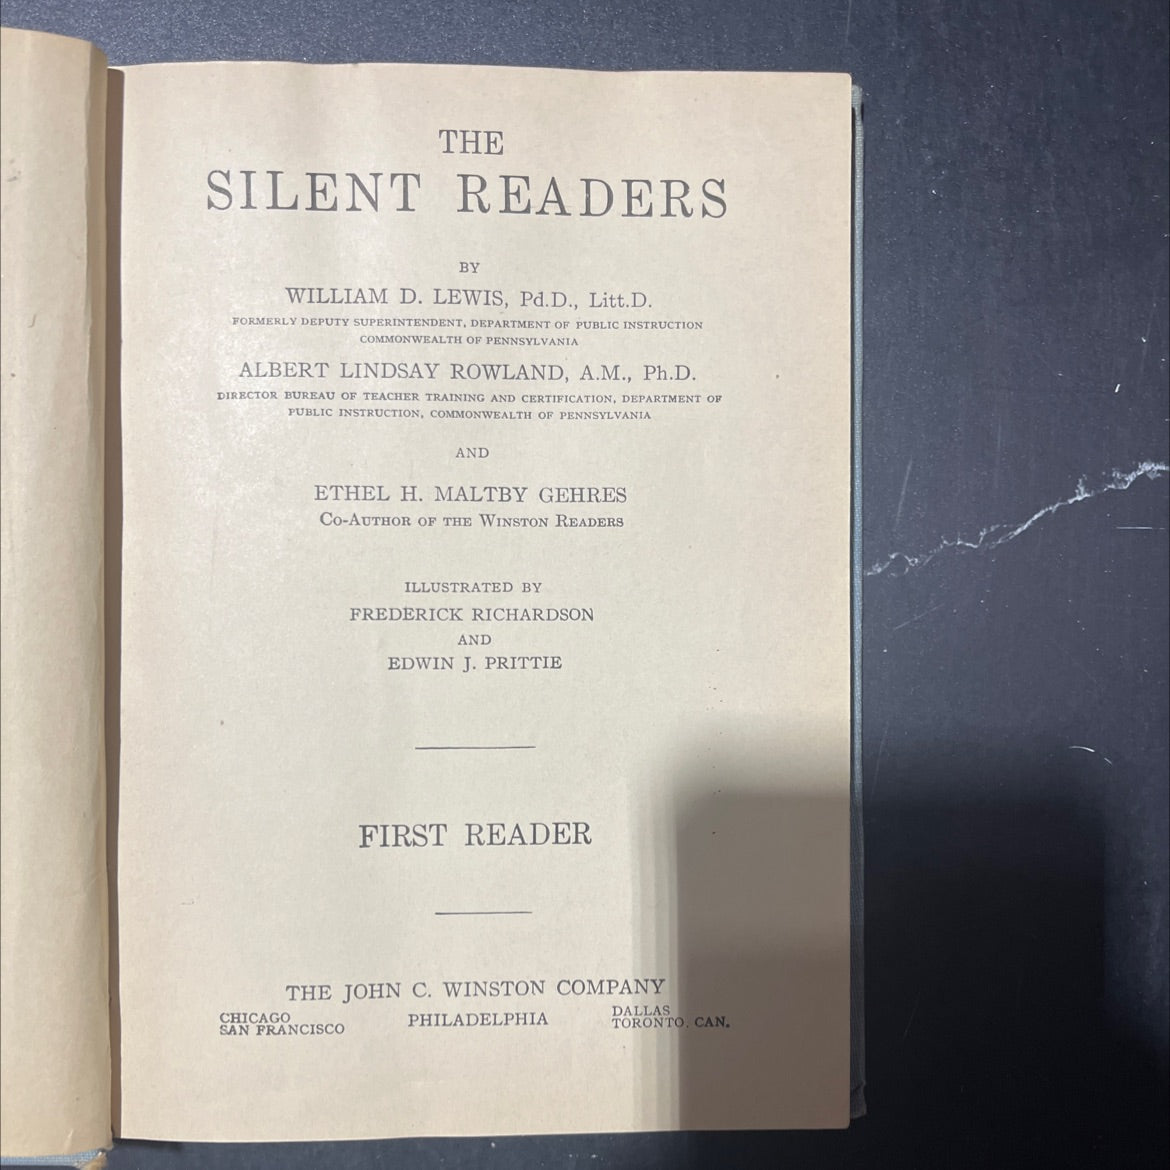 THE
SILENT READERS
BY
WILLIAM D. LEWIS, Pd.D., Litt.D.
FORMERLY DEPUTY SUPERINTENDENT, DEPARTMENT OF PUBLIC INSTRUCTION
COMMONWEALTH OF PENNSYLVANIA
ALBERT LINDSAY ROWLAND, A.M., Ph.D.
DIRECTOR BUREAU OF TEACHER TRAINING AND CERTIFICATION, DEPARTMENT OF
PUBLIC INSTRUCTION, COMMONWEALTH OF PENNSYLVANIA
AND
ETHEL H. MALTBY GEHRES
CO-AUTHOR OF THE WINSTON READERS
ILLUSTRATED BY
FREDERICK RICHARDSON
AND
EDWIN J. PRITTIE
FIRST READER
THE JOHN C. WINSTON COMPANY
CHICAGO
SAN FRANCISCO
PHILADELPHIA
DALLAS
TORONTO, CAN.